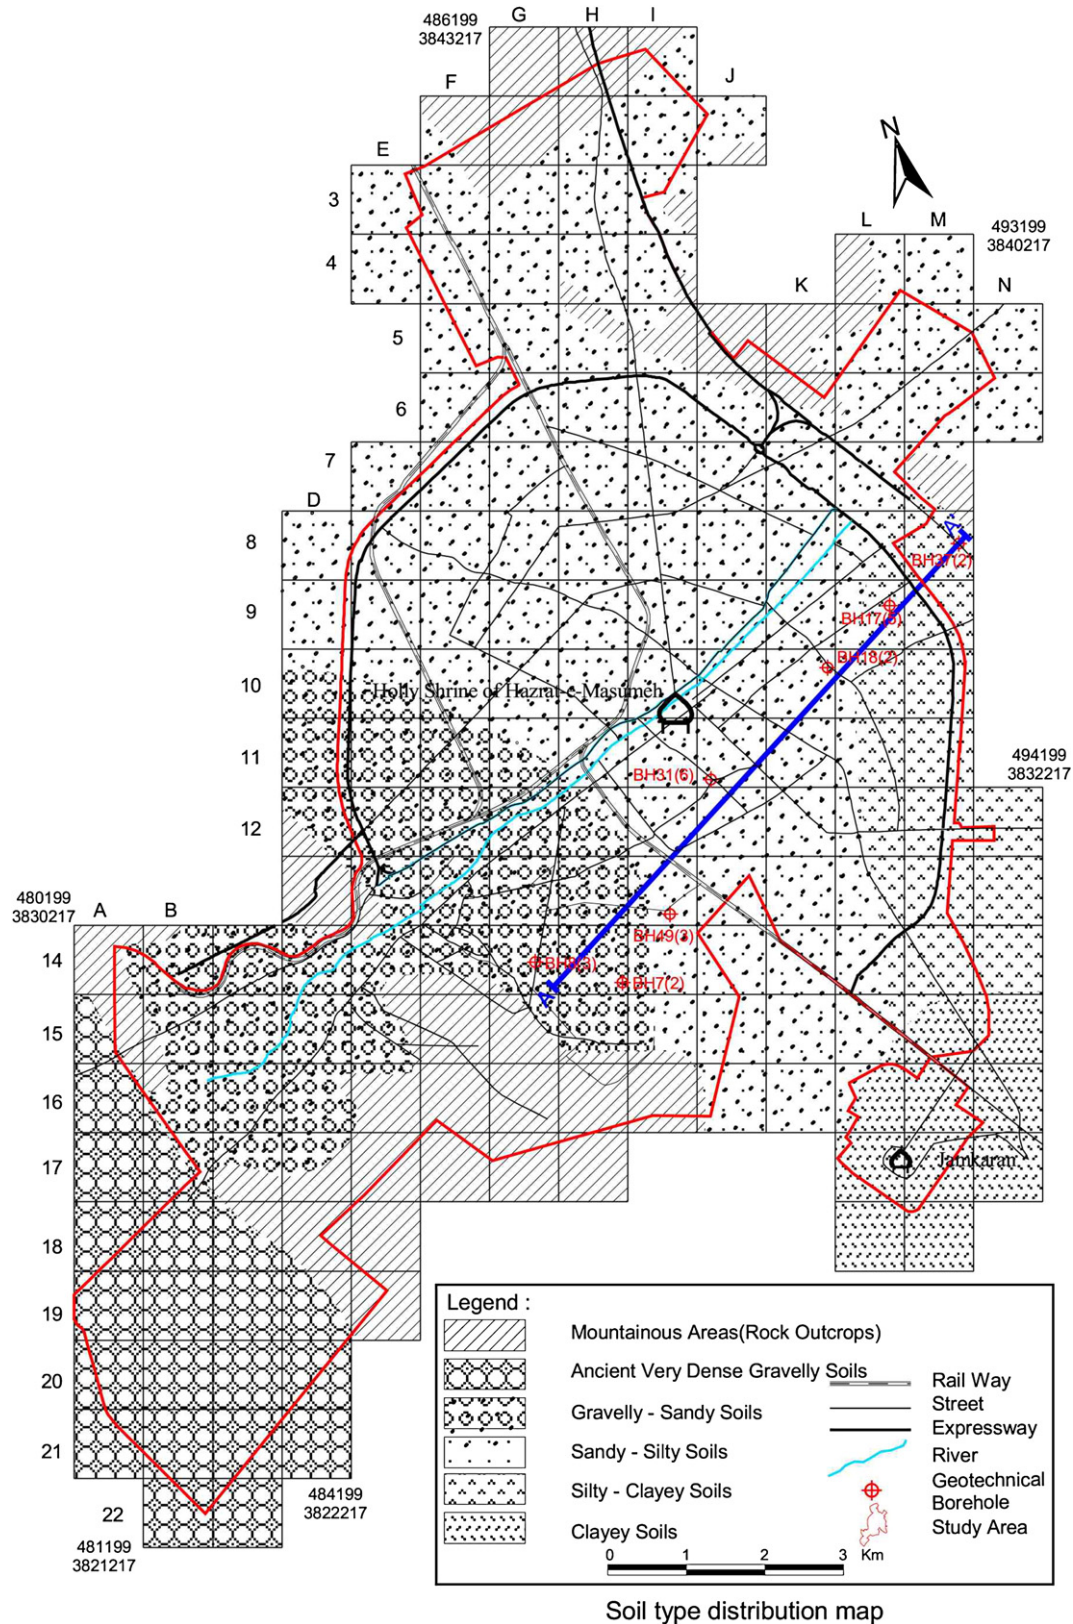 G H I
486199
3843217
F
J
E
N
3
L M
493199
3840217
4
K
N
5
6
7
D
A'
8
BH37(2)
9
BH17(5)
BH18(2)
10
Holly Shrine of Hazrat-e-Masumeh
11
494199
3832217
BH31(6)
12
480199
3830217
A B
BH49(3)
14
BH7(2)
A
15
16
17
Jamkaran
18
19
Legend :
Mountainous Areas(Rock Outcrops)
Ancient Very Dense Gravelly Soils
Gravelly - Sandy Soils
Sandy - Silty Soils
Silty - Clayey Soils
Clayey Soils
Rail Way
Street
Expressway
River
Geotechnical
Borehole
Study Area
0 1 2 3 Km
20
21
22
484199
3822217
481199
3821217
Soil type distribution map